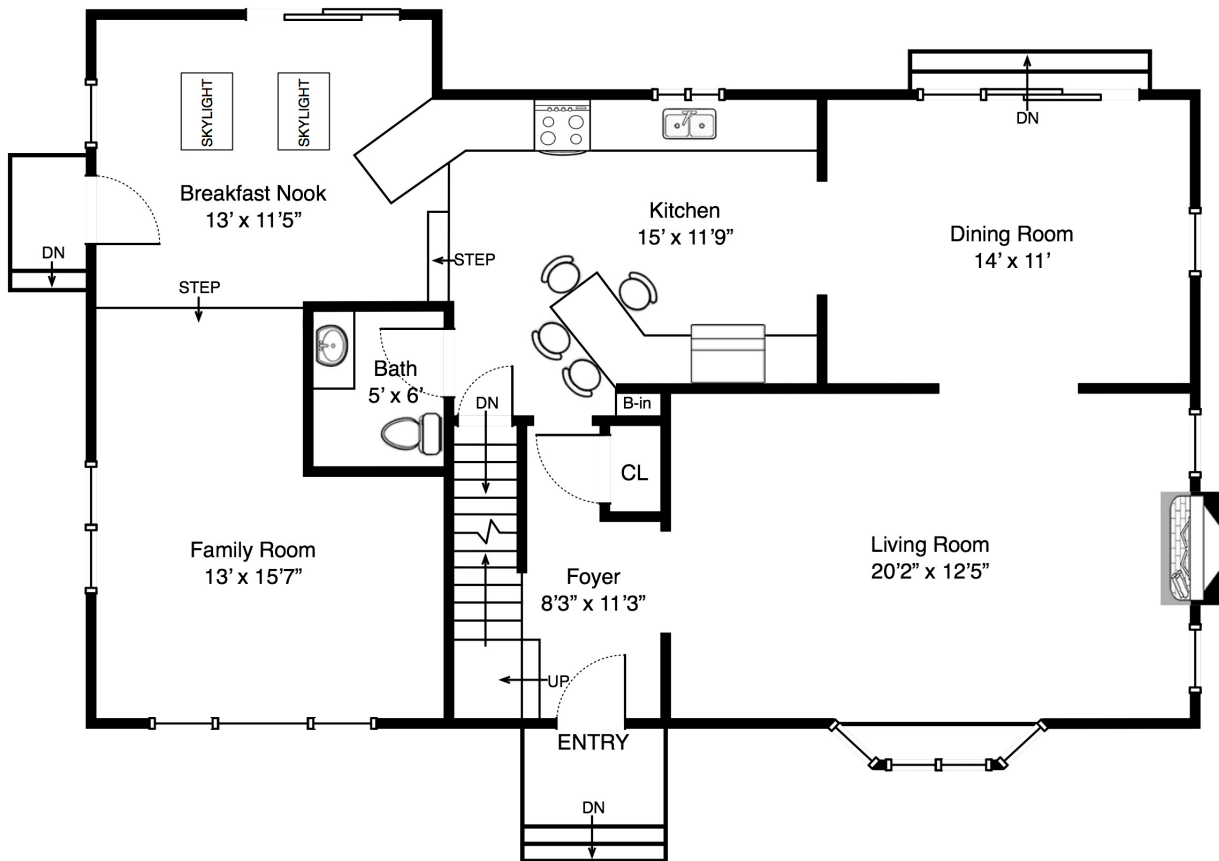 SKYLIGHT
SKYLIGHT
DN
Breakfast Nook
13’ x 11’5”
Kitchen
15’ x 11’9”
Dining Room
14’ x 11’
DN
STEP
STEP
Bath
5’ x 6’
DN
B-in
CL
Family Room
13’ x 15’7”
Foyer
8’3” x 11’3”
Living Room
20’2” x 12’5”
UP
ENTRY
DN